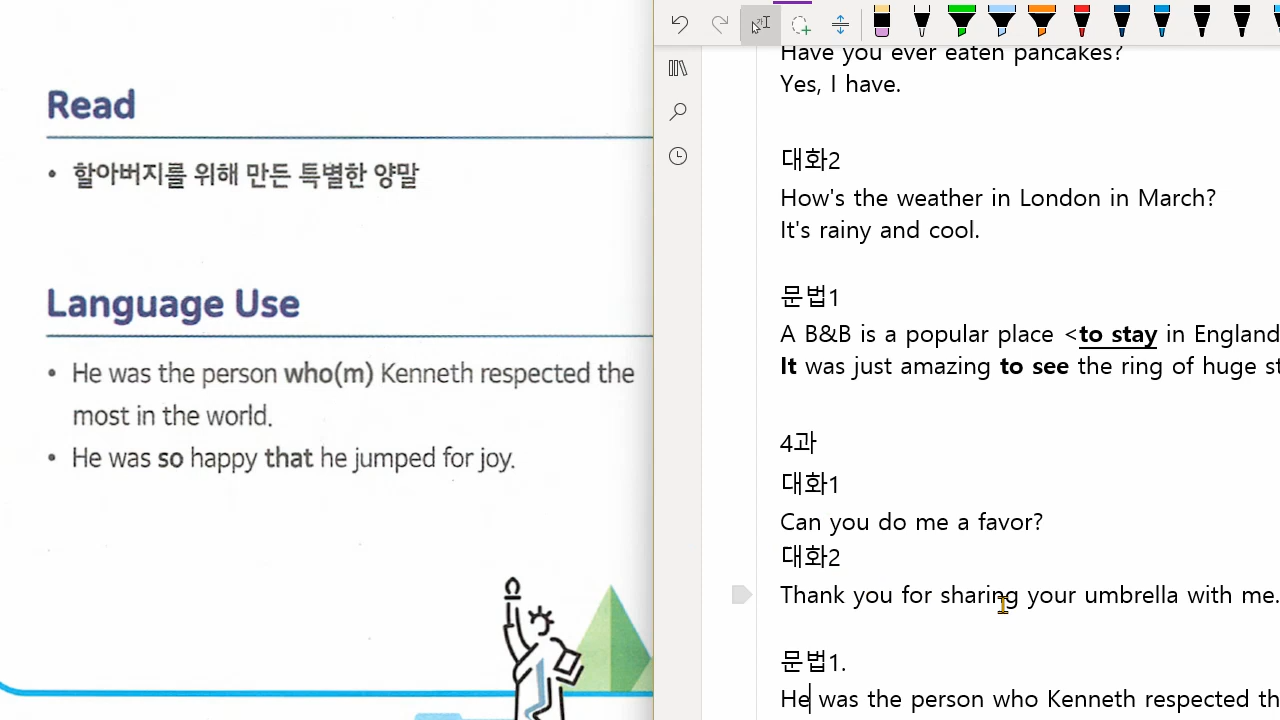 Read
• 할아버지를 위해 만든 특별한 양말
Language Use
• He was the person who(m) Kenneth respected the
most in the world.
• He was so happy that he jumped for joy.
Have you ever eaten pancakes?
Yes, I have.
대화2
How's the weather in London in March?
It's rainy and cool.
문법1
A B&B is a popular place <to stay in England
It was just amazing to see the ring of huge st
4과
대화1
Can you do me a favor?
대화2
Thank you for sharing your umbrella with me.
문법1.
He was the person who Kenneth respected th